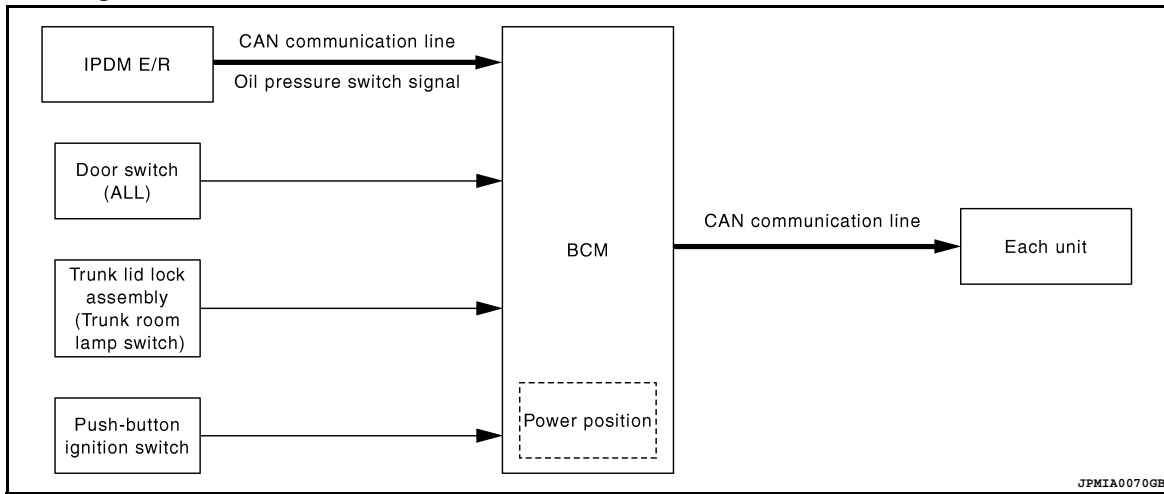 IPDM E/R
CAN communication line
Oil pressure switch signal
Door switch
(ALL)
Trunk lid lock
assembly
(Trunk room
lamp switch)
Push-button
ignition switch
BCM
Power position
CAN communication line
Each unit
JPMIA0070GB